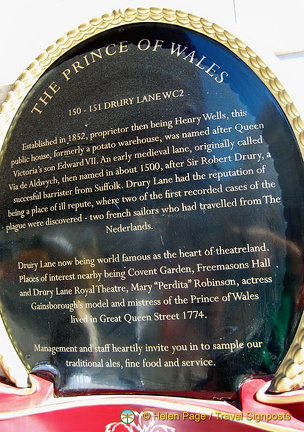 THE PRINCE OF WALES
150 - 151 DRURY LANE WC2
Established in 1852, proprietor then being Henry Wells, this
public house, formerly a potato warehouse, was named after Queen
Victoria's son Edward VII. An early medieval lane, originally called
Via de Aldwych, then named in about 1500, after Sir Robert Drury, a
succesful barrister from Suffolk. Drury Lane had the reputation of
being a place of ill repute, where two of the first recorded cases of the
plague were discovered - two french sailors who had travelled from The
Nederlands.
Drury Lane now being world famous as the heart of theatreland.
Places of interest nearby being Covent Garden, Freemasons Hall
and Drury Lane Royal Theatre, Mary "Perdita" Robinson, actress
Gainsborough's model and mistress of the Prince of Wales
lived in Great Queen Street 1774.
Management and staff heartily invite you in to sample our
traditional ales, fine food and service.
© Helen Page / Travel Signposts